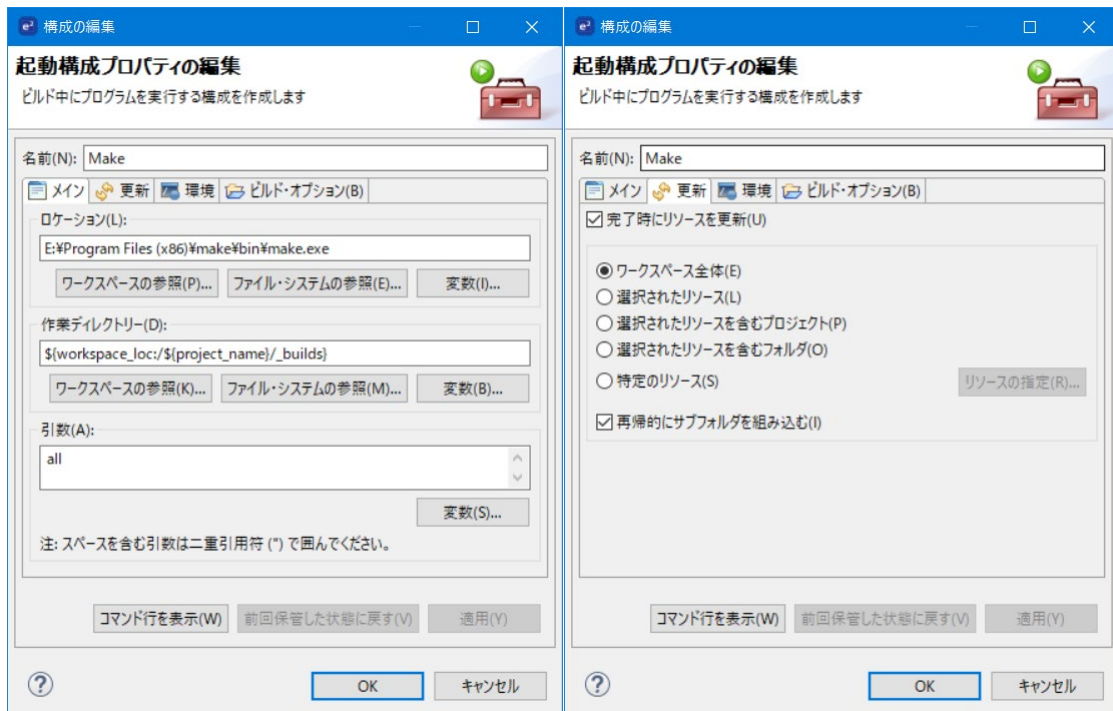 e² 構成の編集
起動構成プロパティの編集
ビルド中にプログラムを実行する構成を作成します
名前(N): Make
メイン 更新 環境 ビルド・オプション(B)
ロケーション(L):
E:¥Program Files (x86)¥make¥bin¥make.exe
ワークスペースの参照(P)... ファイル・システムの参照(E)... 変数(I)...
作業ディレクトリー(D):
${workspace_loc:/${project_name}/_builds}
ワークスペースの参照(K)... ファイル・システムの参照(M)... 変数(B)...
引数(A):
all
変数(S)...
注: スペースを含む引数は二重引用符 (") で囲んでください。
コマンド行を表示(W) 前回保管した状態に戻す(V) 適用(Y)
? OK キャンセル
e² 構成の編集
起動構成プロパティの編集
ビルド中にプログラムを実行する構成を作成します
名前(N): Make
メイン 更新 環境 ビルド・オプション(B)
完了時にリソースを更新(U)
ワークスペース全体(E)
選択されたリソース(L)
選択されたリソースを含むプロジェクト(P)
選択されたリソースを含むフォルダ(O)
特定のリソース(S) リソースの指定(R)...
再帰的にサブフォルダを組み込む(I)
コマンド行を表示(W) 前回保管した状態に戻す(V) 適用(Y)
? OK キャンセル